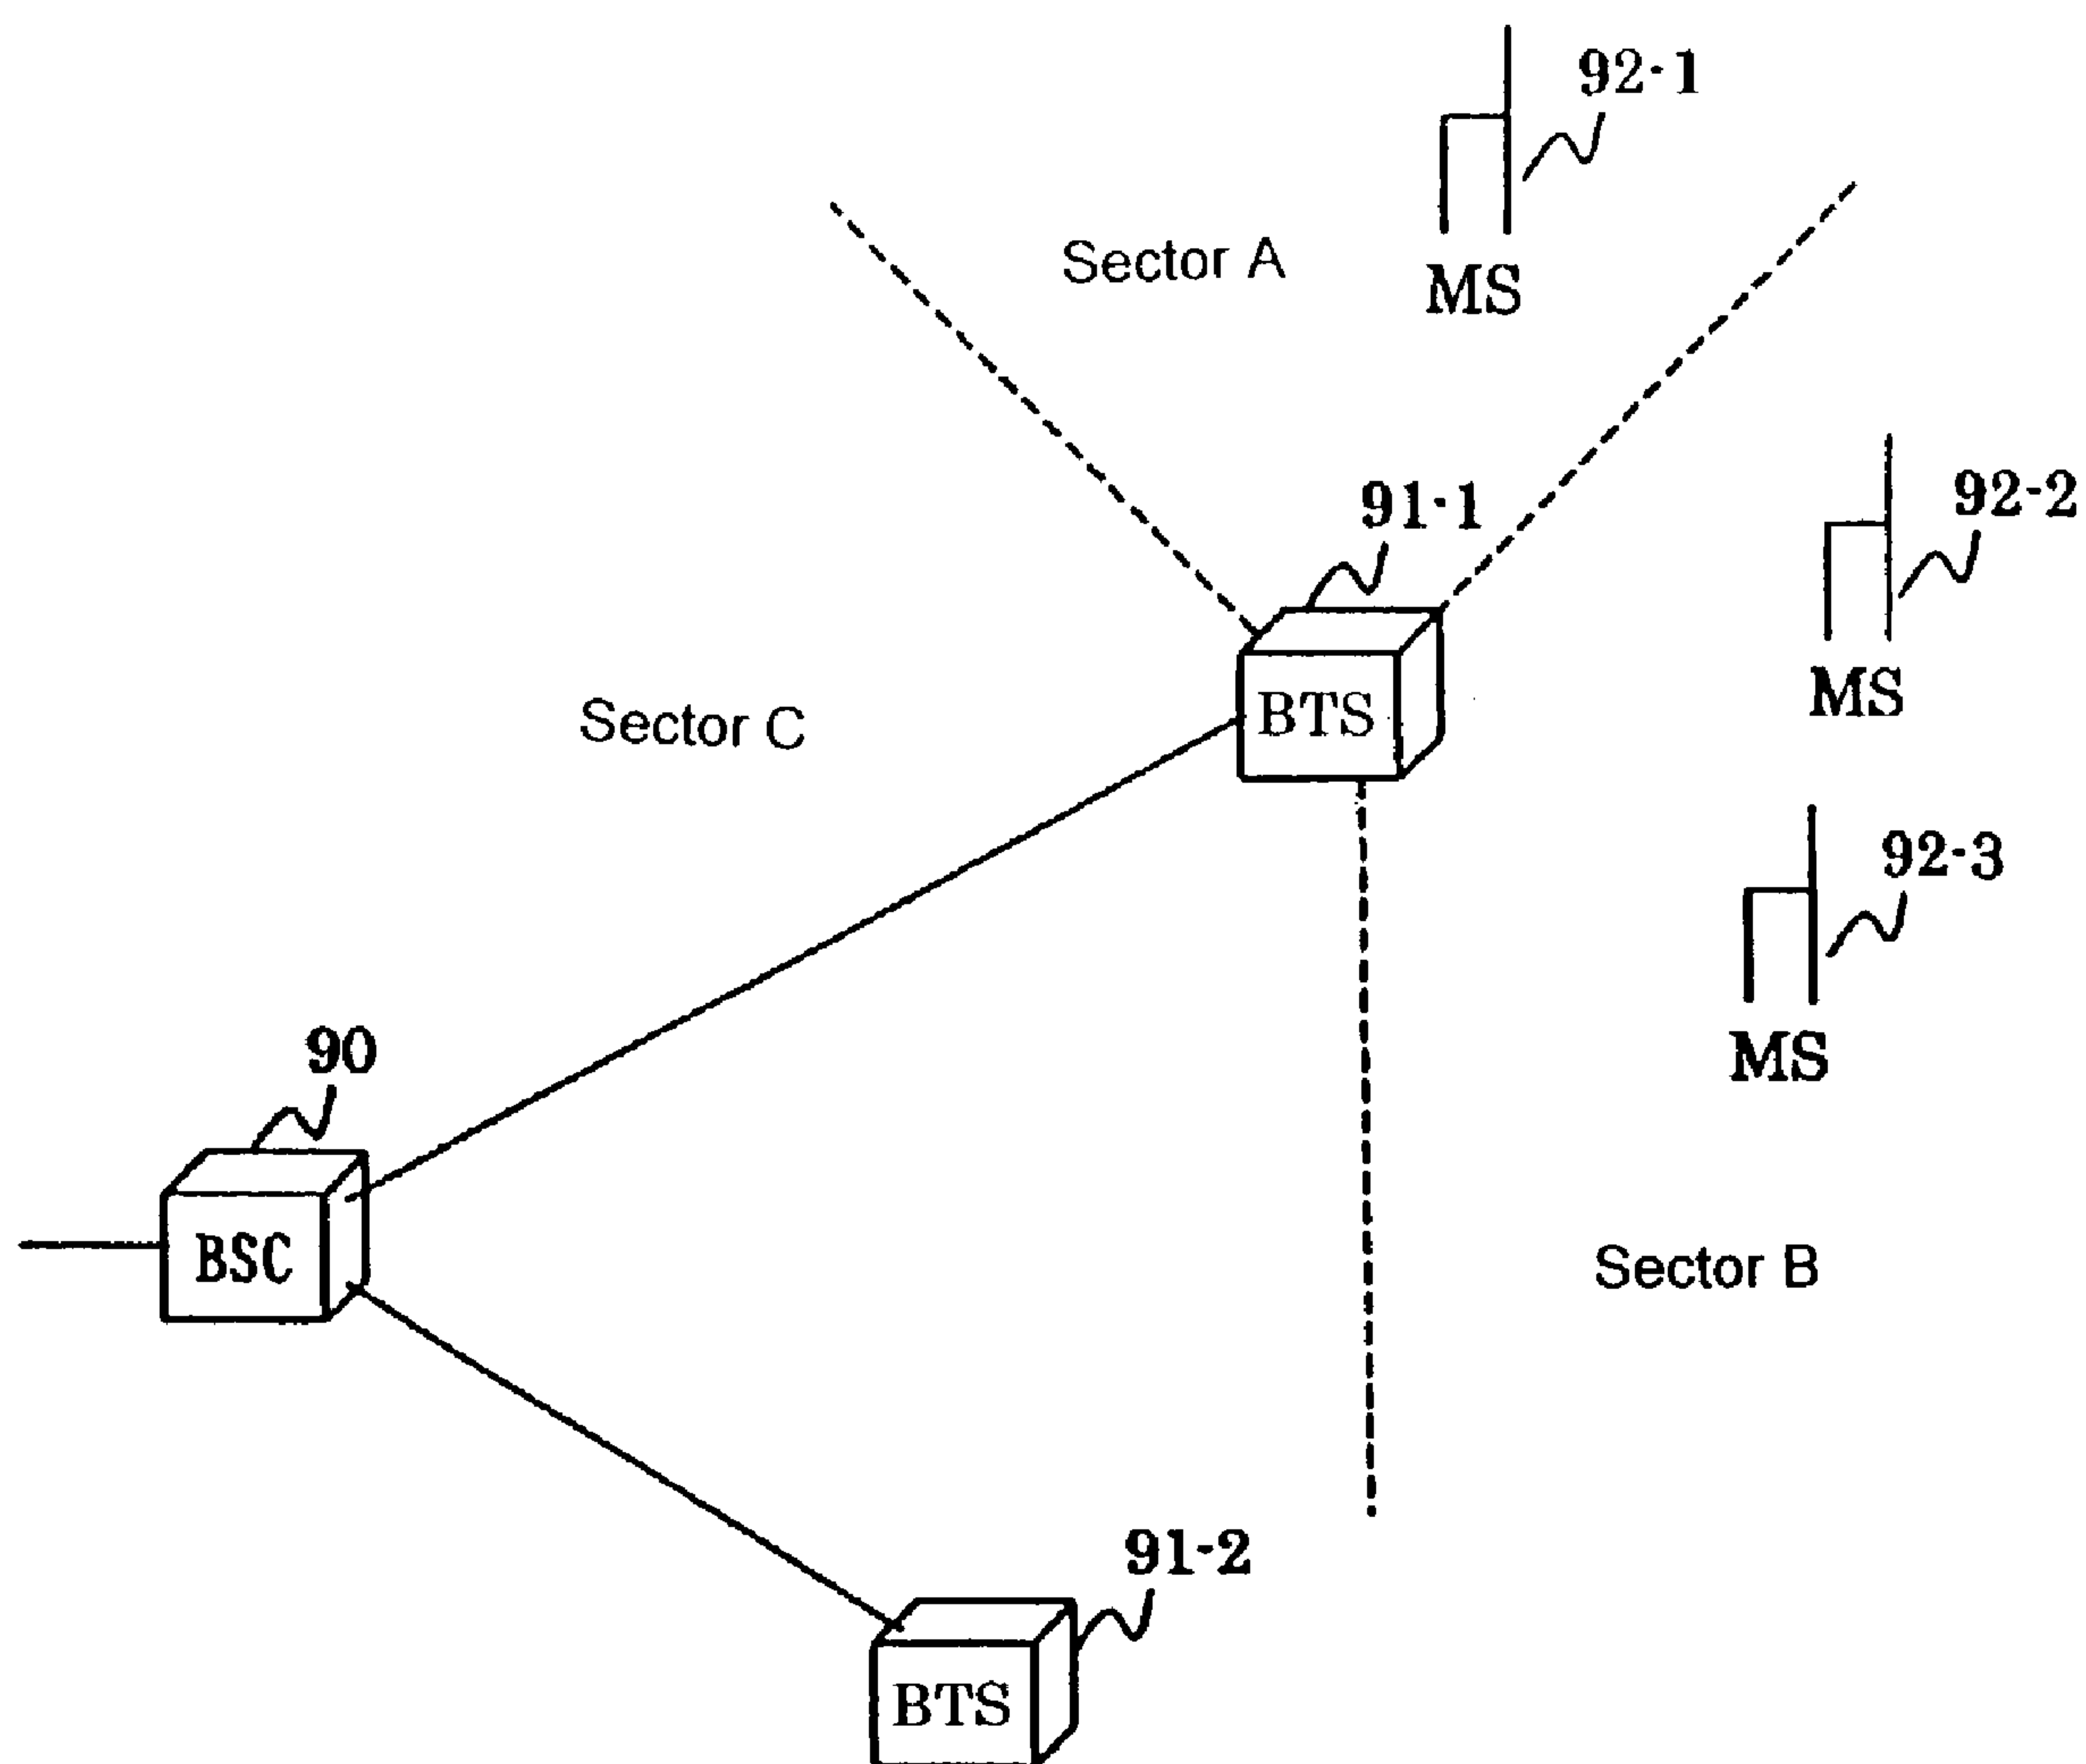 92-1
Sector A
MS
91-1
92-2
BTS
MS
Sector C
92-3
MS
90
BSC
Sector B
91-2
BTS